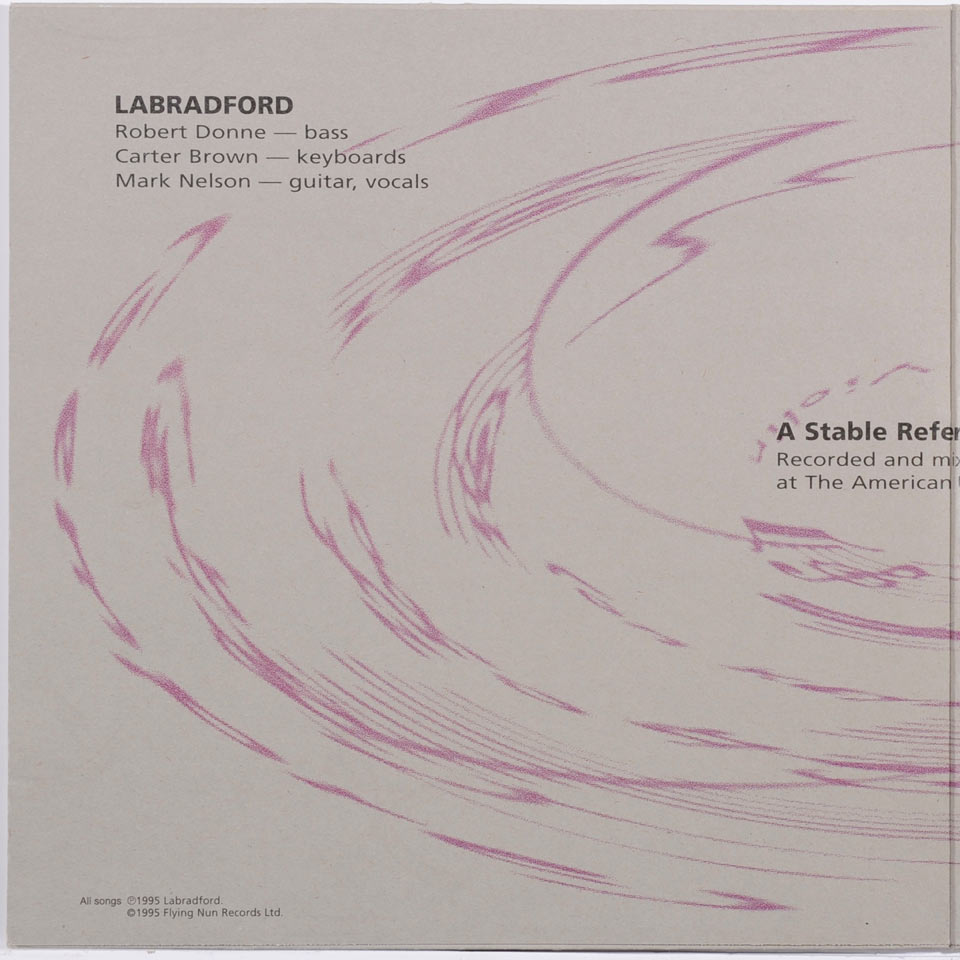 LABRADFORD
Robert Donne — bass
Carter Brown — keyboards
Mark Nelson — guitar, vocals
A Stable Refer
Recorded and mix
at The American
All songs ℗1995 Labradford.
©1995 Flying Nun Records Ltd.